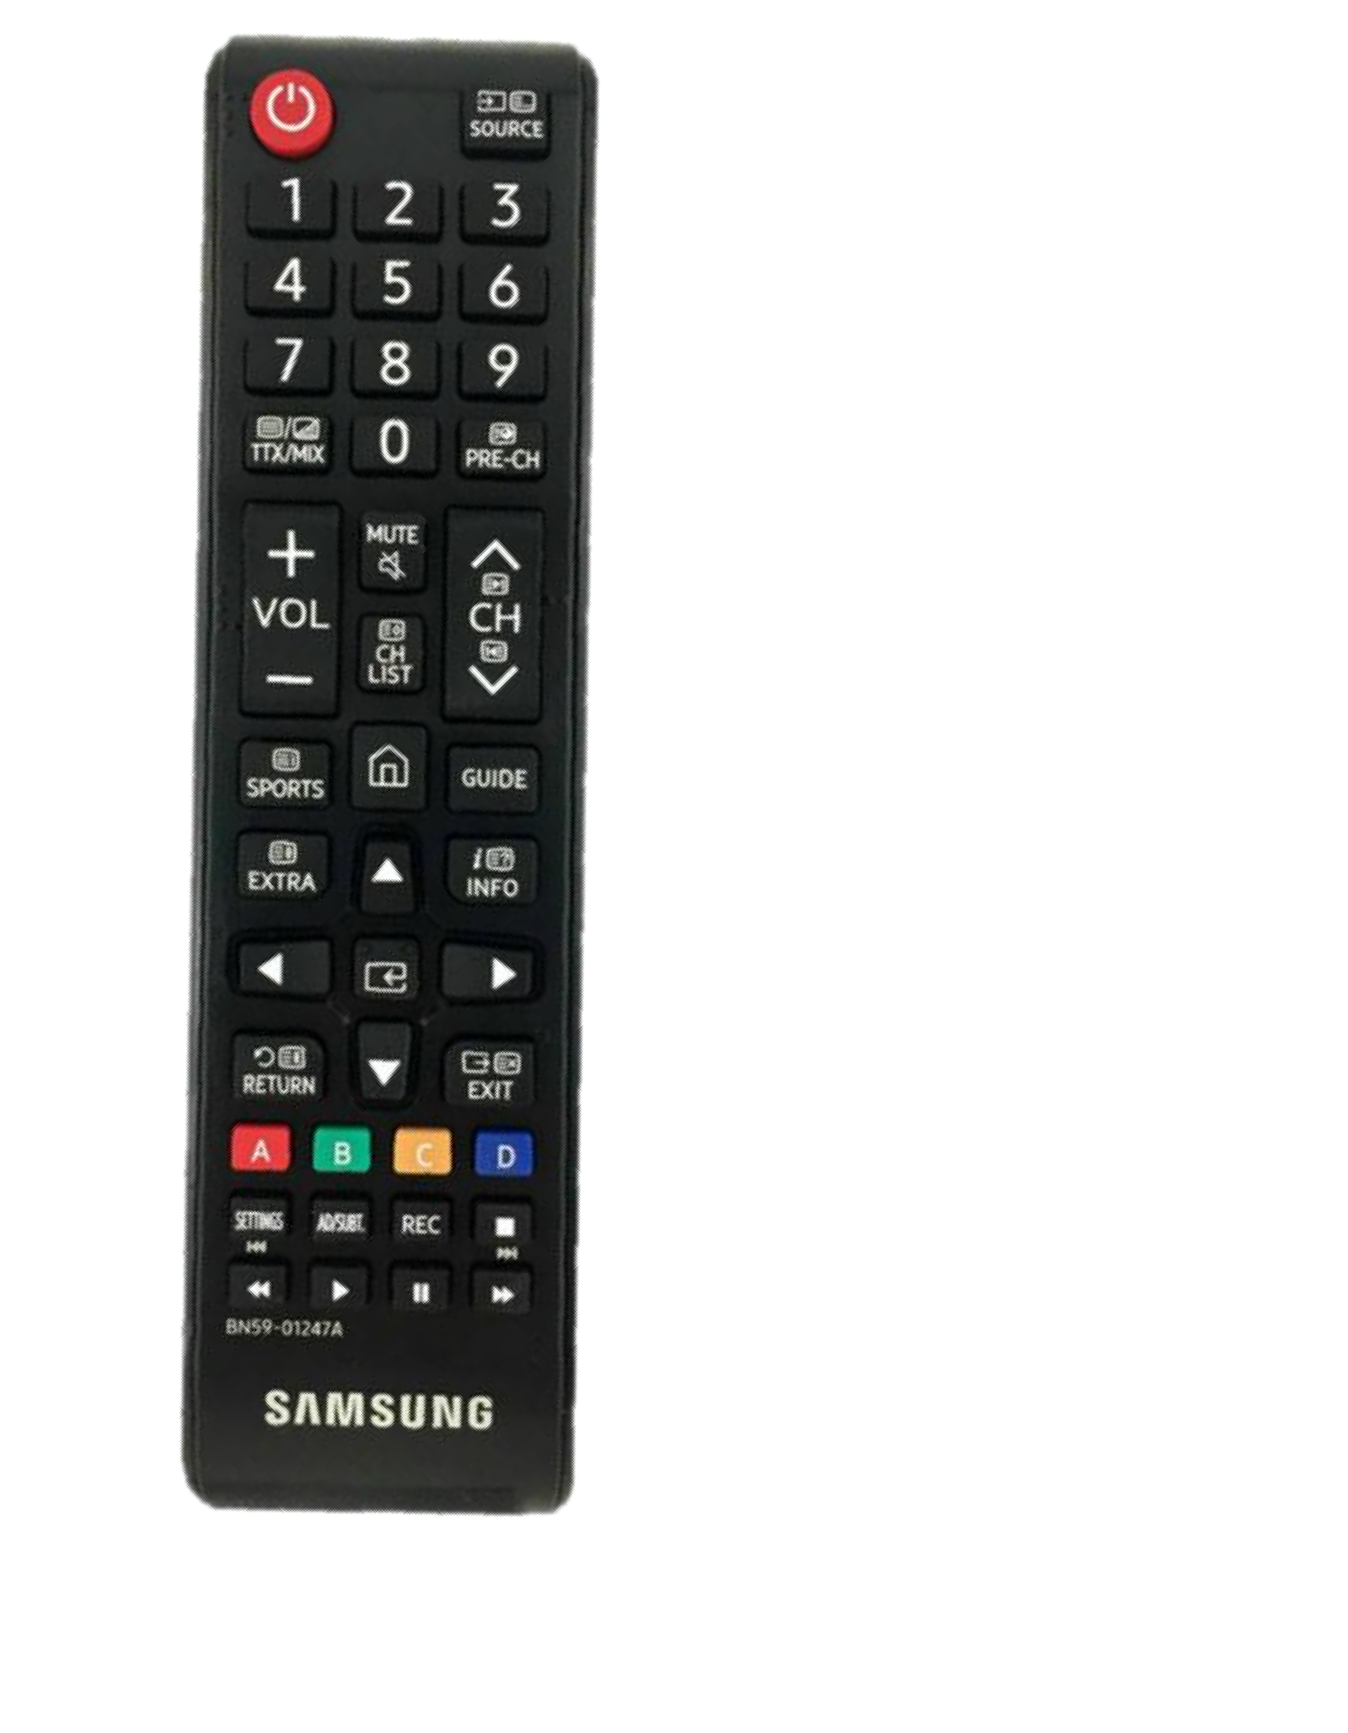 SOURCE
1 2 3
4 5 6
7 8 9
TTX/MIX 0 PRE-CH
MUTE
VOL
CH
CH
LIST
SPORTS
GUIDE
EXTRA
INFO
RETURN
EXIT
A B C D
SETTINGS AD/SUBT. REC
BN59-01247A
SAMSUNG